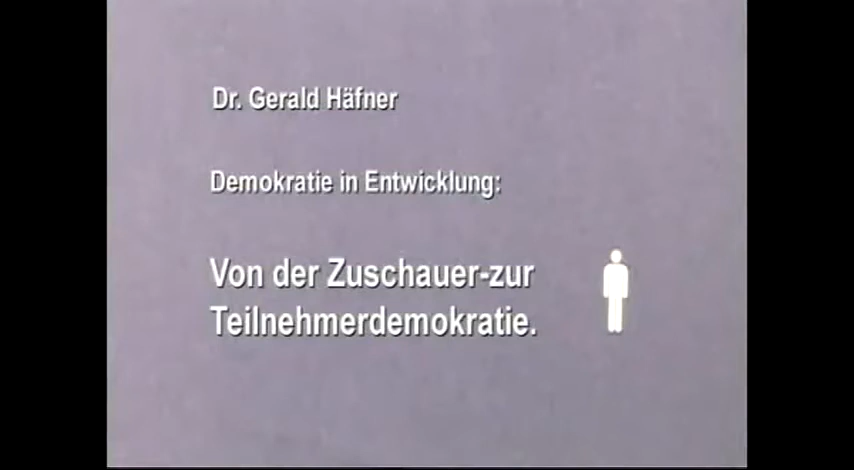 Dr. Gerald Häfner
Demokratie in Entwicklung:
Von der Zuschauer-zur
Teilnehmerdemokratie.